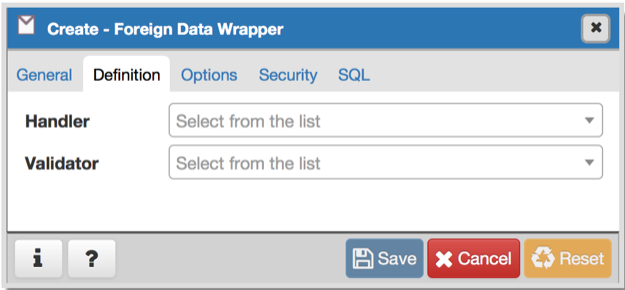 Create - Foreign Data Wrapper
General Definition Options Security SQL
Handler Select from the list
Validator Select from the list
i ? Save Cancel Reset